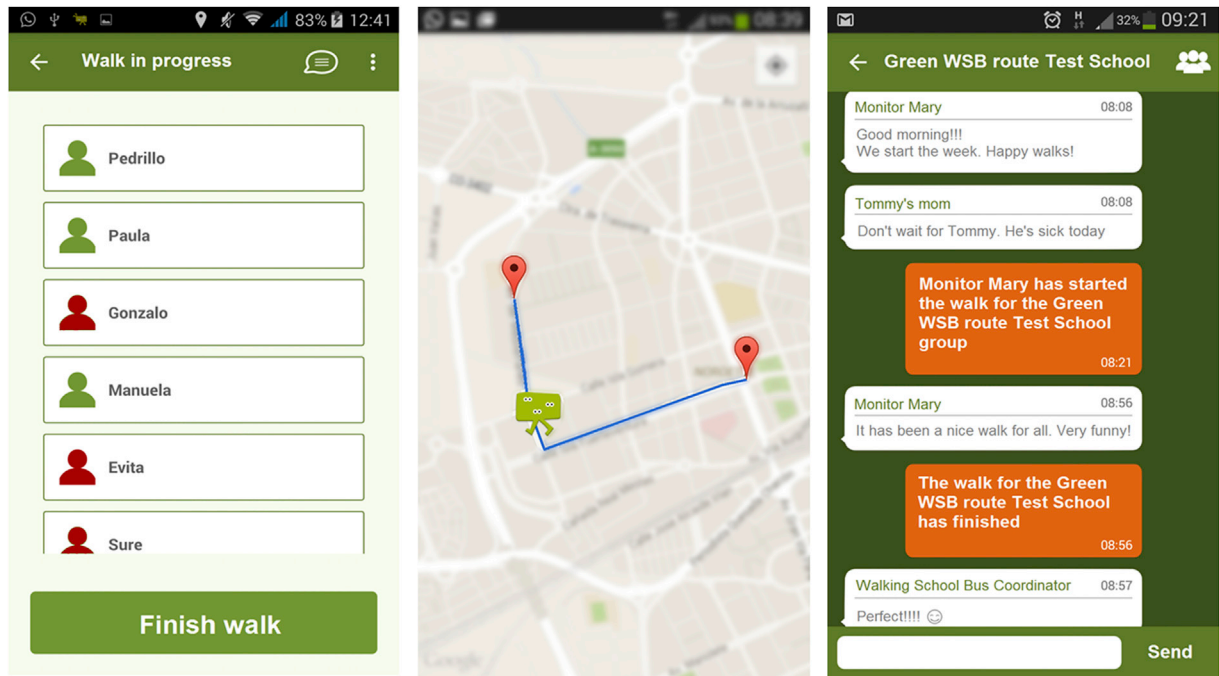 83% 12:41
Walk in progress
Pedrillo
Paula
Gonzalo
Manuela
Evita
Sure
Finish walk
08:39
Google
H 32% 09:21
Green WSB route Test School
Monitor Mary 08:08
Good morning!!!
We start the week. Happy walks!
Tommy's mom 08:08
Don't wait for Tommy. He's sick today
Monitor Mary has started
the walk for the Green
WSB route Test School
group
08:21
Monitor Mary 08:56
It has been a nice walk for all. Very funny!
The walk for the Green
WSB route Test School
has finished
08:56
Walking School Bus Coordinator 08:57
Perfect!!!! ☺
Send